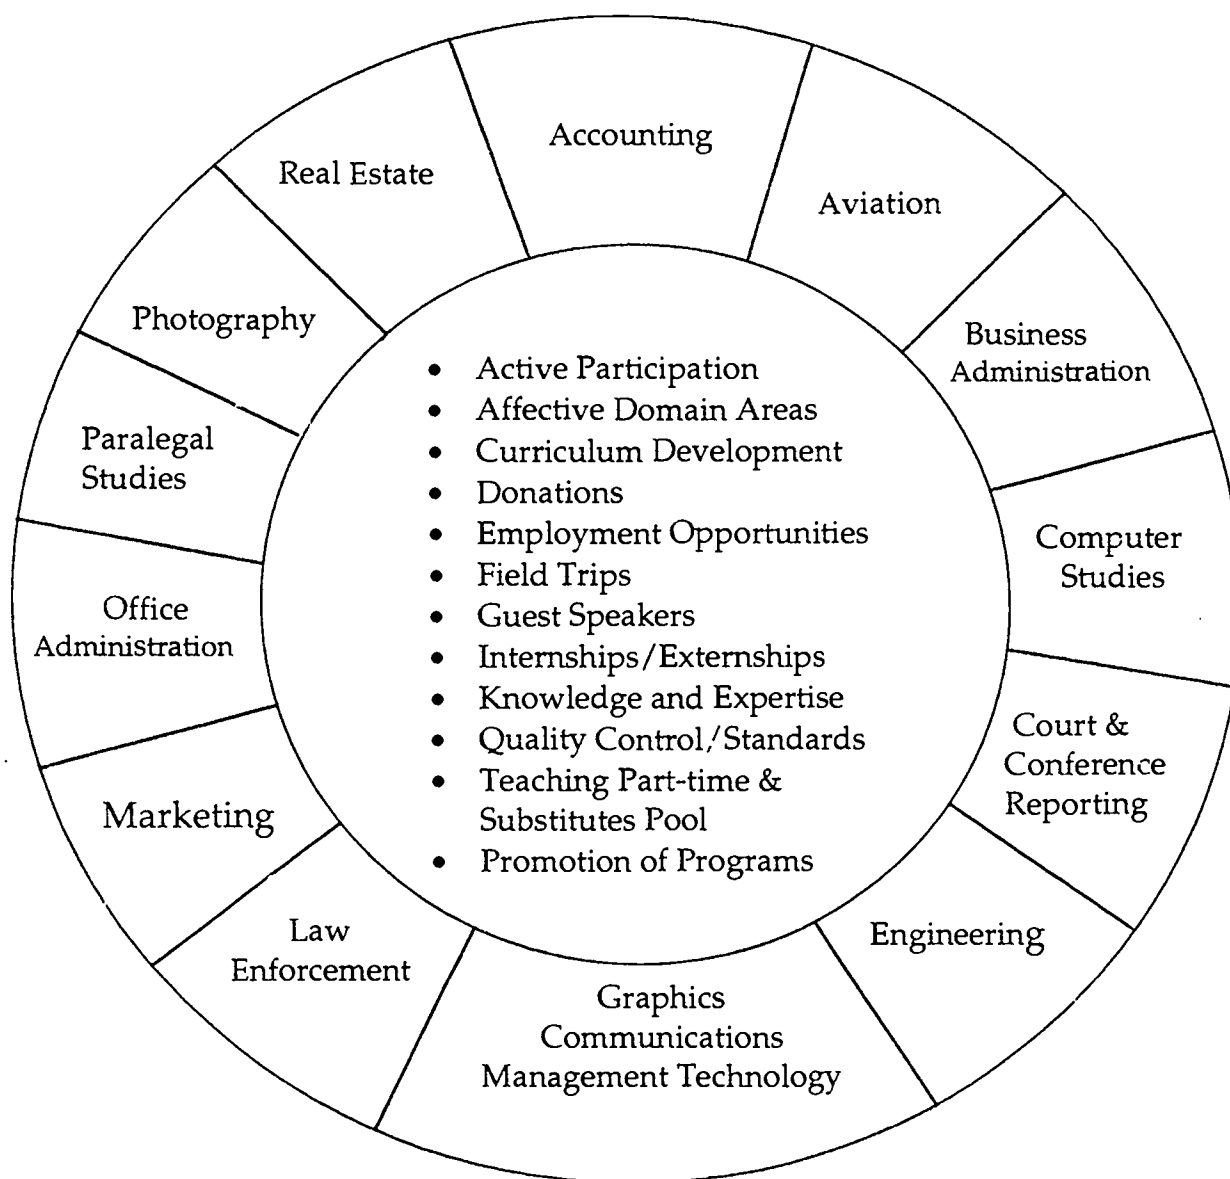 Accounting
Aviation
Business
Administration
Computer
Studies
Court &
Conference
Reporting
Engineering
Graphics
Communications
Management Technology
Law
Enforcement
Marketing
Office
Administration
Paralegal
Studies
Photography
Real Estate
• Active Participation
• Affective Domain Areas
• Curriculum Development
• Donations
• Employment Opportunities
• Field Trips
• Guest Speakers
• Internships/Externships
• Knowledge and Expertise
• Quality Control/Standards
• Teaching Part-time &
Substitutes Pool
• Promotion of Programs